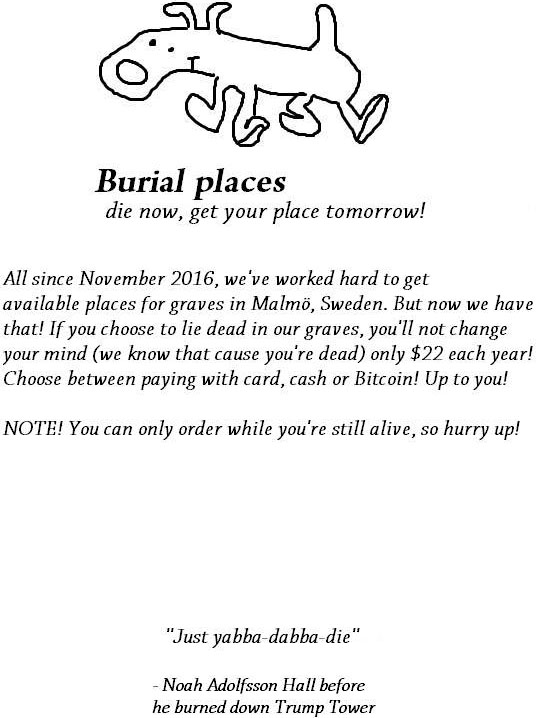 Burial places
die now, get your place tomorrow!
All since November 2016, we've worked hard to get
available places for graves in Malmö, Sweden. But now we have
that! If you choose to lie dead in our graves, you'll not change
your mind (we know that cause you're dead) only $22 each year!
Choose between paying with card, cash or Bitcoin! Up to you!
NOTE! You can only order while you're still alive, so hurry up!
"Just yabba-dabba-die"
- Noah Adolfsson Hall before
he burned down Trump Tower